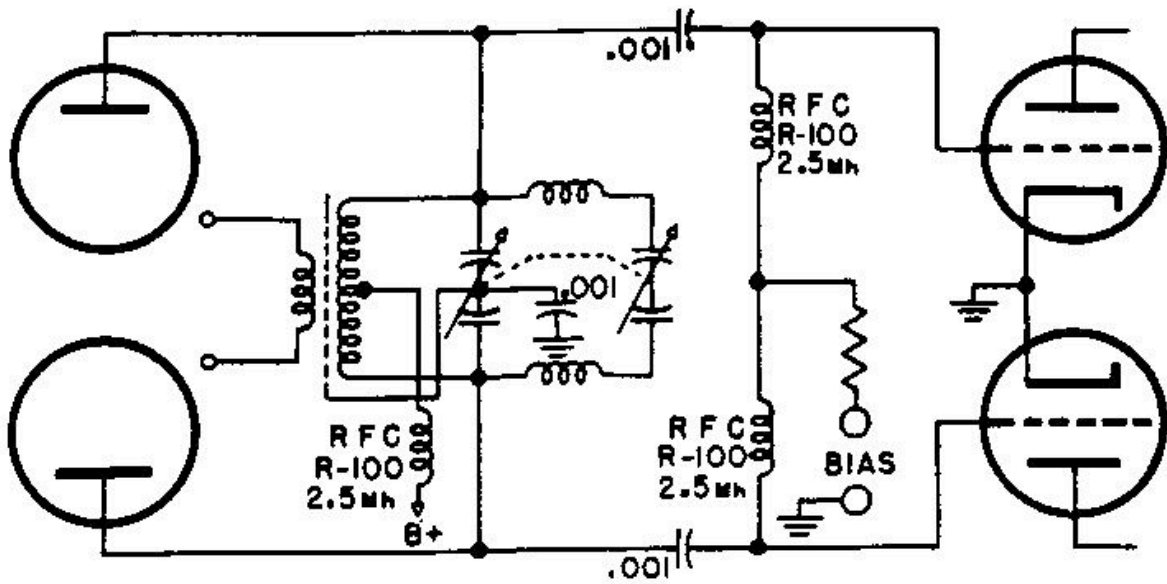 .001
RFC
R-100
2.5Mh
.001
RFC
R-100
2.5Mh
B+
RFC
R-100
2.5Mh
BIAS
.001